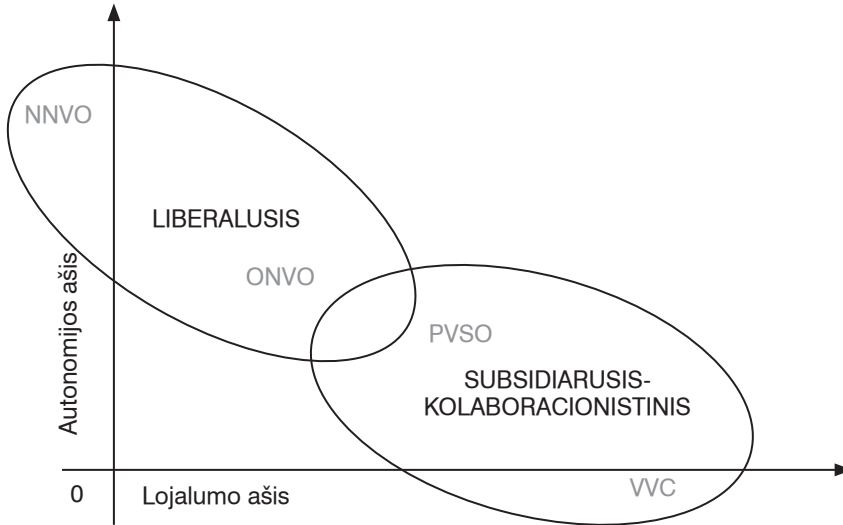 NNVO
LIBERALUSIS
ONVO
Autonomijos ašis
PVSO
SUBSIDIARUSIS-
KOLABORACIONISTINIS
0
Lojalumo ašis
VVC